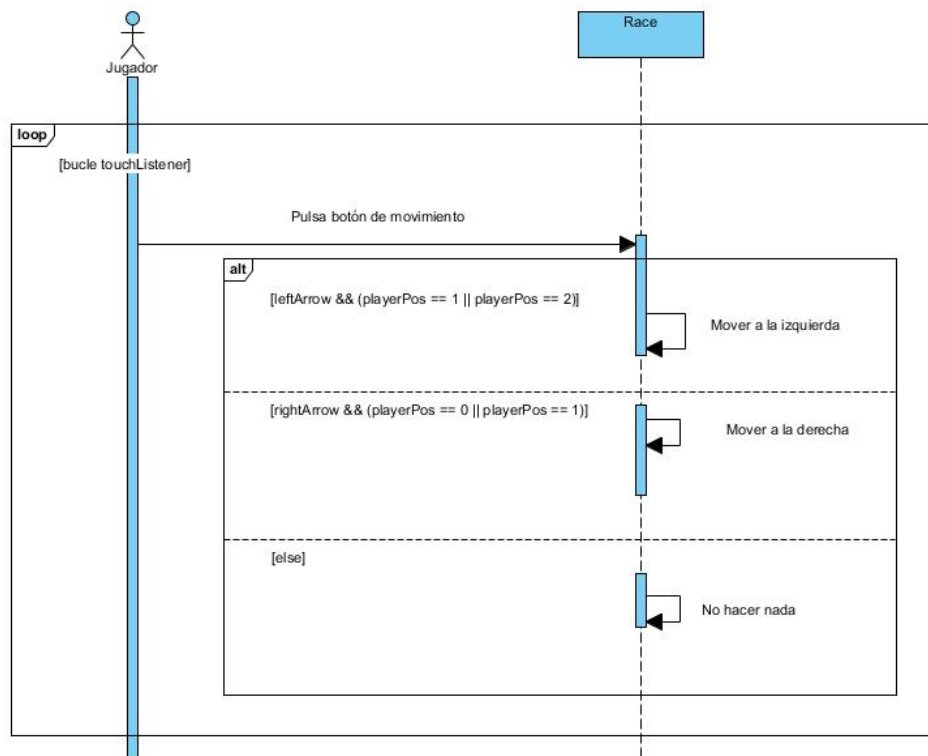 Race
Jugador
loop
[bucle touchListener]
Pulsa botón de movimiento
alt
[leftArrow && (playerPos == 1 || playerPos == 2)]
Mover a la izquierda
[rightArrow && (playerPos == 0 || playerPos == 1)]
Mover a la derecha
[else]
No hacer nada